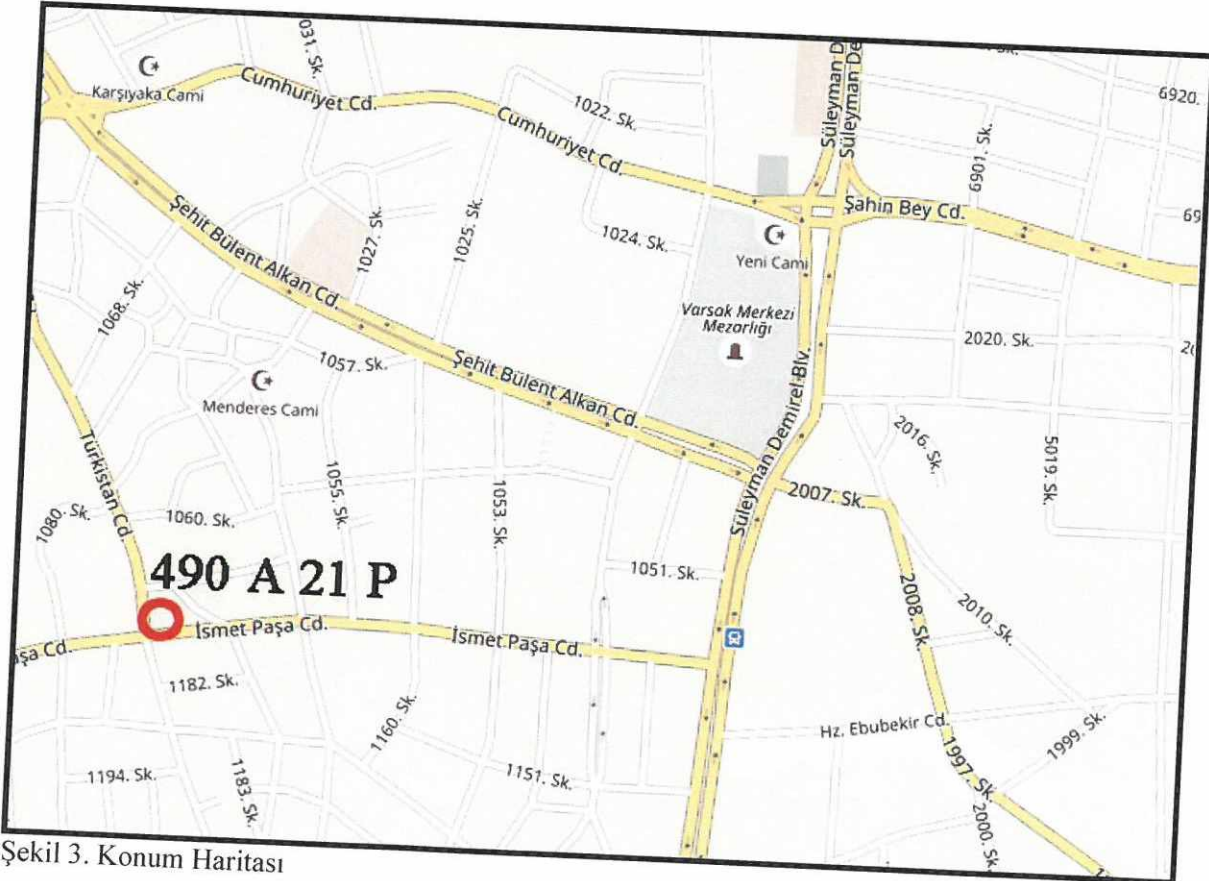 031. Sk.
Süleyman D
Süleyman De
Karşıyaka Cami
Cumhuriyet Cd.
1022. Sk.
6920.
Cumhuriyet Cd.
6901. Sk.
Şehit Bülent Alkan Cd.
1027. Sk.
1025. Sk.
1024. Sk.
Yeni Cami
Şahin Bey Cd.
69
1068. Sk.
Varsak Merkezi
Mezarlığı
1057. Sk.
Şehit Bülent Alkan Cd.
2020. Sk.
Menderes Cami
Süleyman Demirel Blv.
2016. Sk.
5019. Sk.
Türkistan Cd.
1080. Sk.
1060. Sk.
1055. Sk.
1053. Sk.
2007. Sk.
490 A 21 P
1051. Sk.
2008. Sk.
2010. Sk.
aşa Cd.
İsmet Paşa Cd.
İsmet Paşa Cd.
1182. Sk.
1160. Sk.
Hz. Ebubekir Cd.
1997. Sk.
1999. Sk.
1194. Sk.
1183. Sk.
1151. Sk.
2000. Sk.
Şekil 3. Konum Haritası